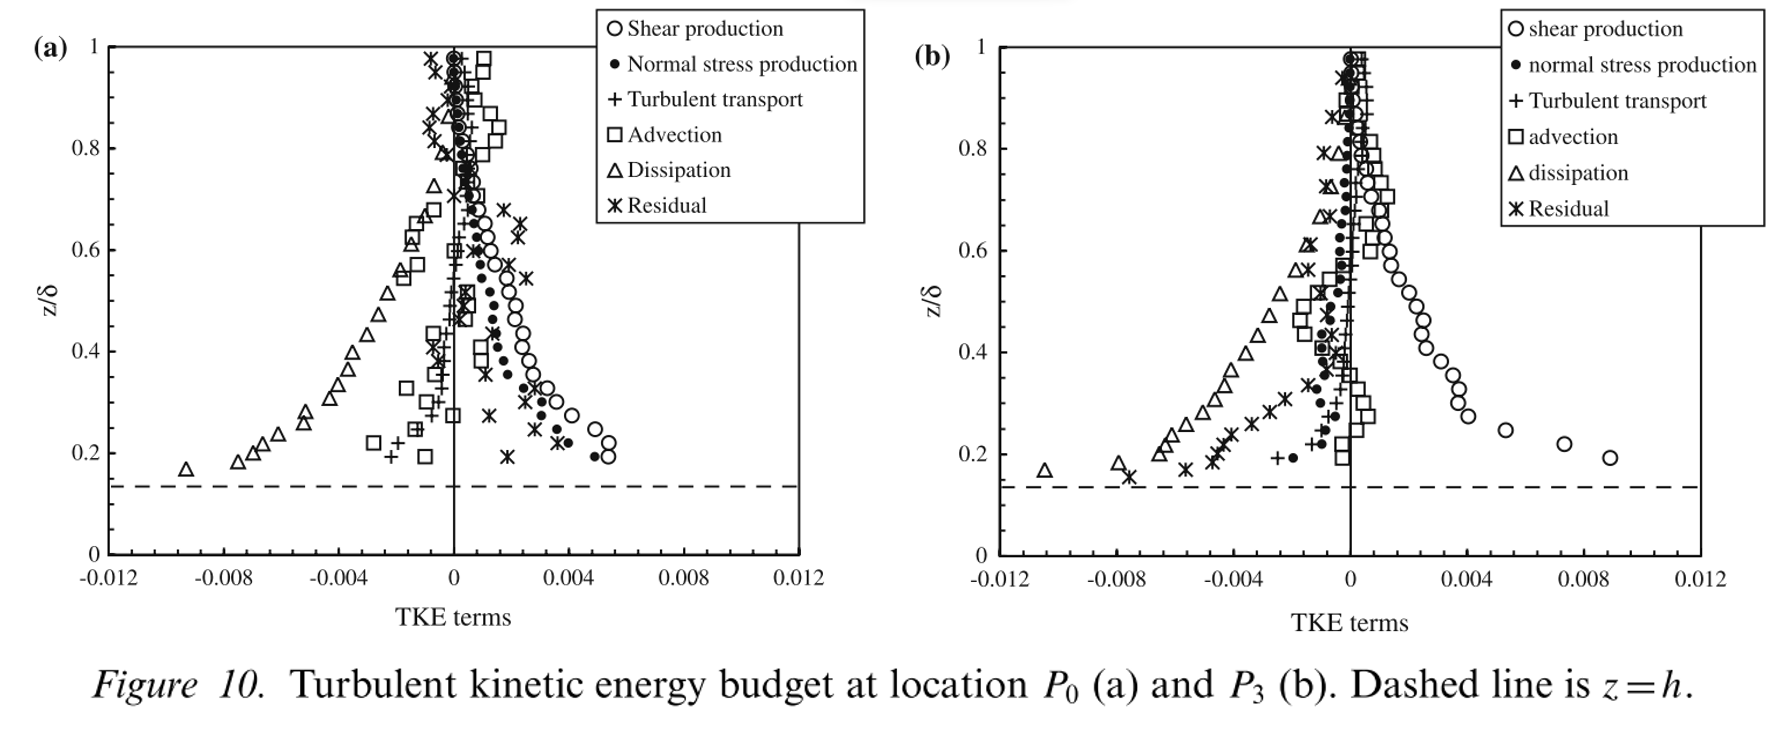 (a)
Shear production
Normal stress production
Turbulent transport
Advection
Dissipation
Residual
1
0.8
0.6
0.4
0.2
0
z/δ
-0.012 -0.008 -0.004 0 0.004 0.008 0.012
TKE terms
(b)
shear production
normal stress production
Turbulent transport
advection
dissipation
Residual
1
0.8
0.6
0.4
0.2
0
z/δ
-0.012 -0.008 -0.004 0 0.004 0.008 0.012
TKE terms
Figure 10. Turbulent kinetic energy budget at location P₀ (a) and P₃ (b). Dashed line is z = h.